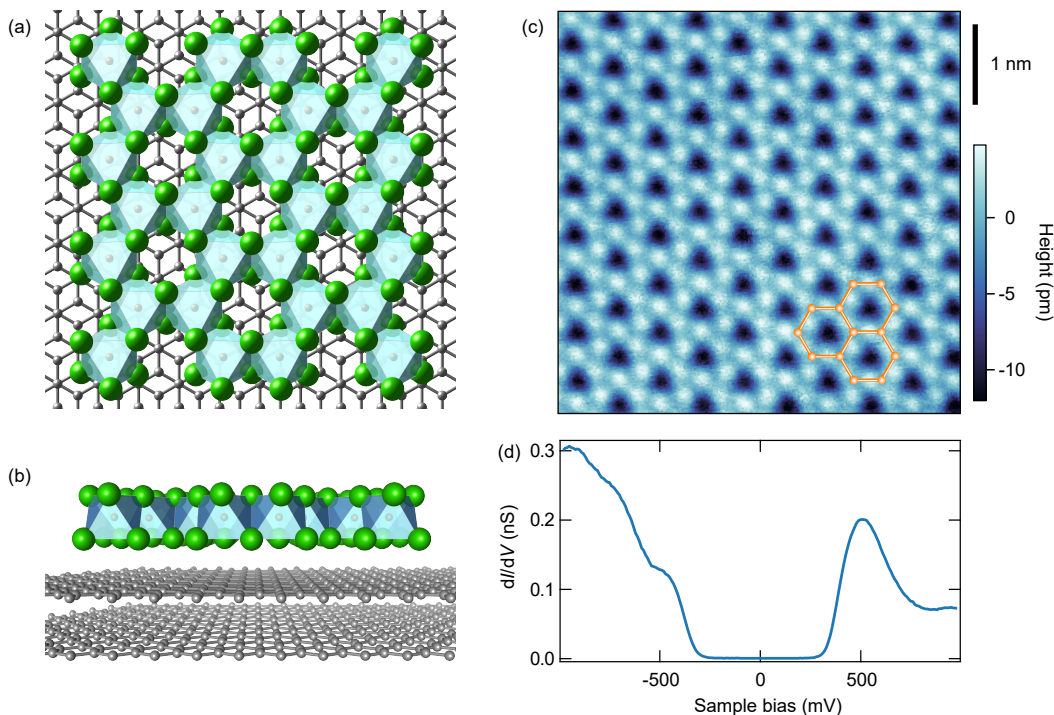 (a)
(c)
1 nm
0
-5
-10
Height (pm)
(b)
(d)
0.3
0.2
0.1
0.0
dI/dV (nS)
-500
0
500
Sample bias (mV)